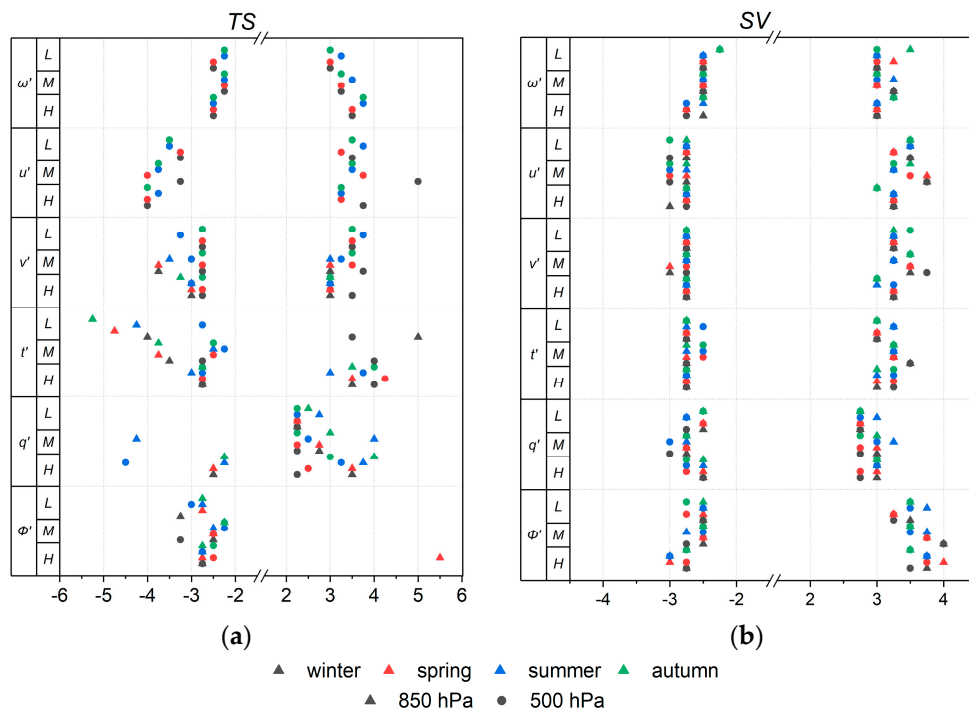 TS
SV
ω' L M H
u' L M H
v' L M H
t' L M H
q' L M H
Φ' L M H
-6 -5 -4 -3 -2 2 3 4 5 6
(a)
ω' L M H
u' L M H
v' L M H
t' L M H
q' L M H
Φ' L M H
-4 -3 -2 2 3 4
(b)
winter spring summer autumn
850 hPa 500 hPa